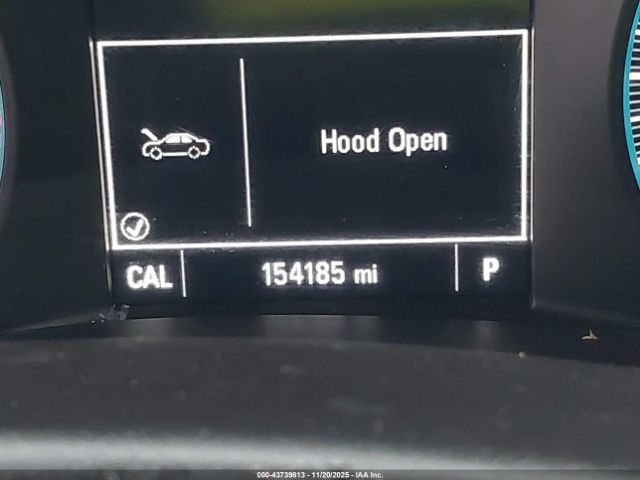 Hood Open
CAL 154185 mi P
000-43739813 - 11/20/2025 - IAA Inc.